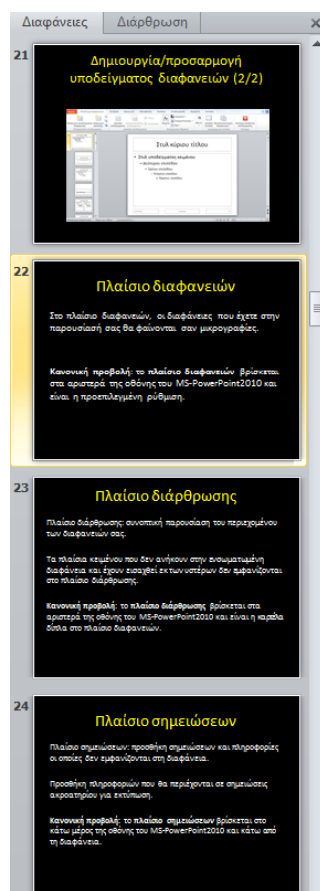 Διαφάνειες
Διάρθρωση
21
Δημιουργία/προσαρμογή
υποδείγματος διαφανειών (2/2)
Στυλ κύριου τίτλου
• Στυλ υποδείγματος κειμένου
22
Πλαίσιο διαφανειών
Στο πλαίσιο διαφανειών, οι διαφάνειες που έχετε στην
παρουσίασή σας θα φαίνονται σαν μικρογραφίες.
Κανονική προβολή: το πλαίσιο διαφανειών βρίσκεται
στα αριστερά της οθόνης του MS-PowerPoint2010 και
είναι η προεπιλεγμένη ρύθμιση.
23
Πλαίσιο διάρθρωσης
Πλαίσιο διάρθρωσης: συνοπτική παρουσίαση του περιεχομένου
των διαφανειών σας.
Τα πλαίσια κειμένου που δεν ανήκουν στην ενσωματωμένη
διαφάνεια και έχουν εισαχθεί εκ των υστέρων δεν εμφανίζονται
στο πλαίσιο διάρθρωσης.
Κανονική προβολή: το πλαίσιο διάρθρωσης βρίσκεται στα
αριστερά της οθόνης του MS-PowerPoint2010 και είναι η καρτέλα
δίπλα στο πλαίσιο διαφανειών.
24
Πλαίσιο σημειώσεων
Πλαίσιο σημειώσεων: προσθήκη σημειώσεων και πληροφορίες
οι οποίες δεν εμφανίζονται στη διαφάνεια.
Προσθήκη πληροφοριών που θα περιέχονται σε σημειώσεις
ακροατηρίου για εκτύπωση.
Κανονική προβολή: το πλαίσιο σημειώσεων βρίσκεται στο
κάτω μέρος της οθόνης του MS-PowerPoint2010 και κάτω από
τη διαφάνεια.